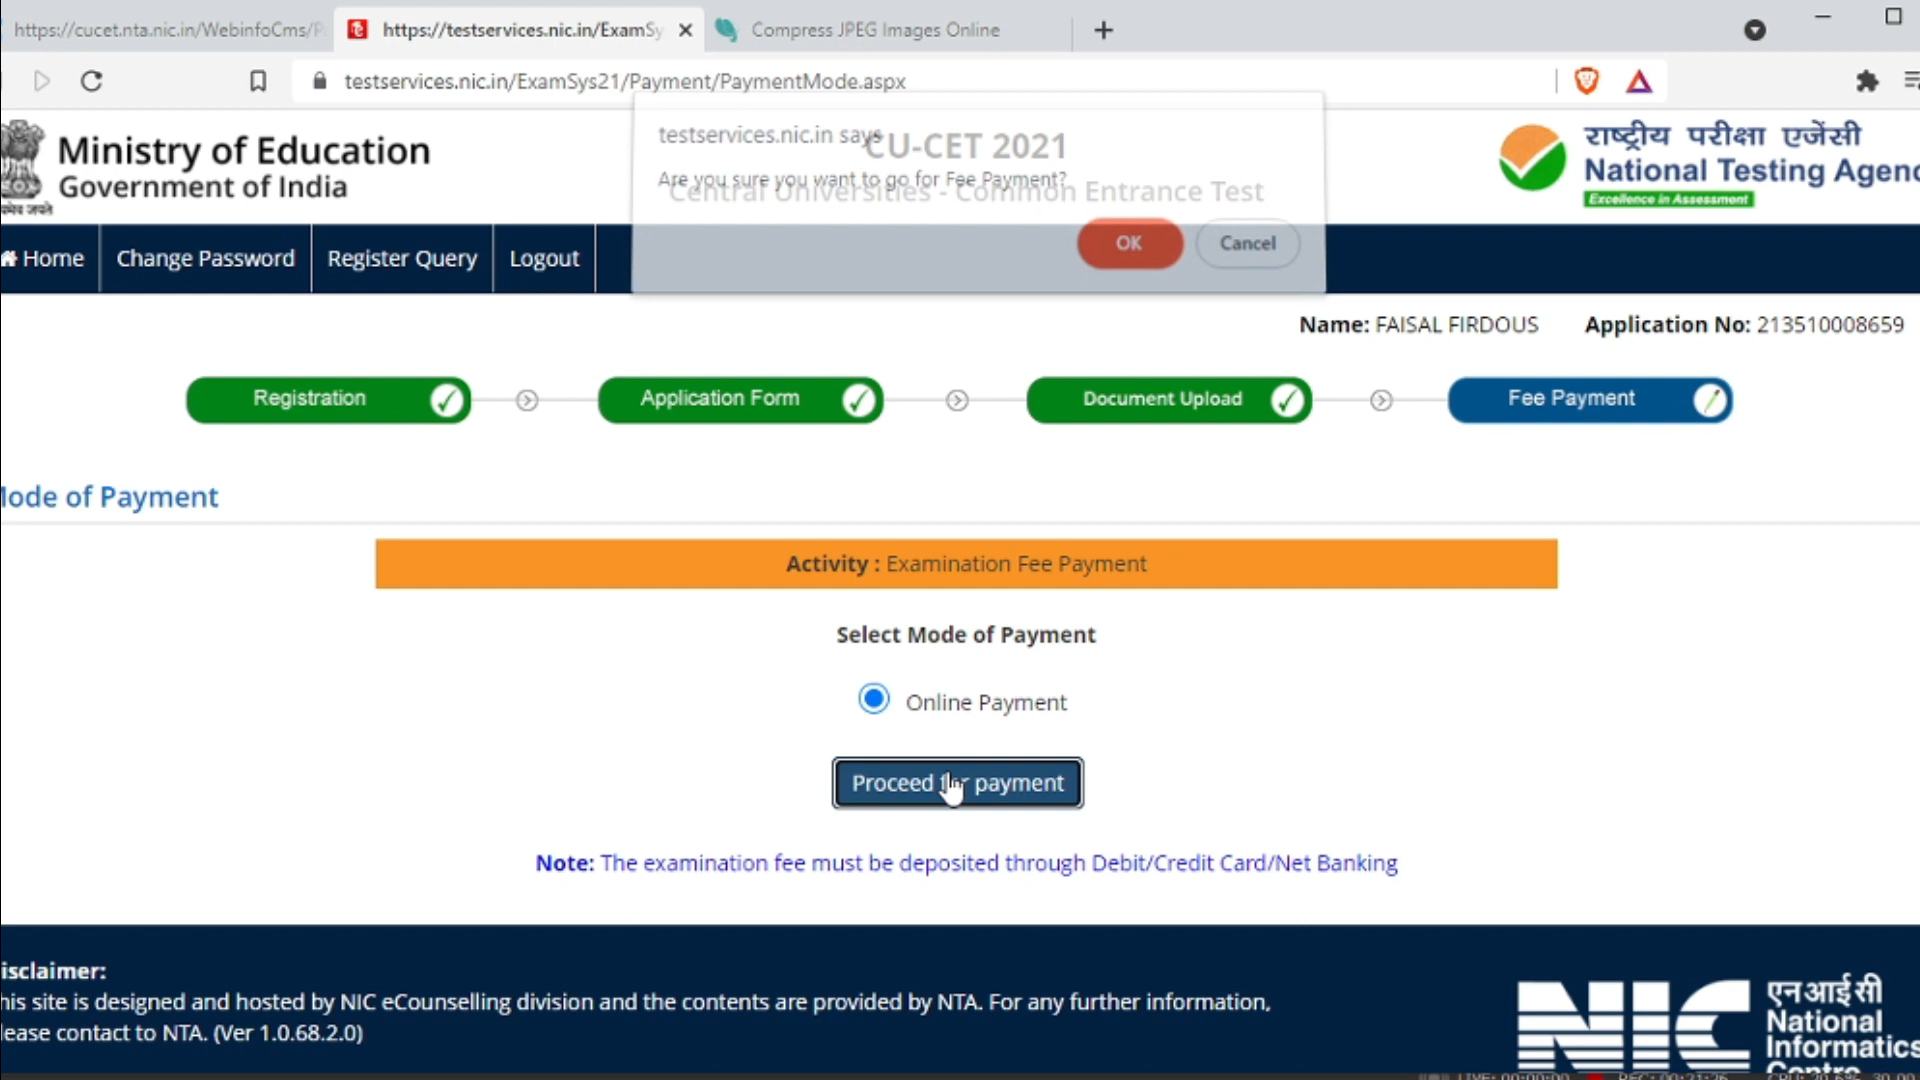 https://cucet.nta.nic.in/WebinfoCms/P
https://testservices.nic.in/ExamSy
Compress JPEG Images Online
testservices.nic.in/ExamSys21/Payment/PaymentMode.aspx
Ministry of Education
Government of India
testservices.nic.in says
CU-CET 2021
Are you sure you want to go for Fee Payment?
Central Universities - Common Entrance Test
OK
Cancel
राष्ट्रीय परीक्षा एजेंसी
National Testing Agenc
Excellence in Assessment
Home
Change Password
Register Query
Logout
Name: FAISAL FIRDOUS
Application No: 213510008659
Registration
Application Form
Document Upload
Fee Payment
ode of Payment
Activity : Examination Fee Payment
Select Mode of Payment
Online Payment
Proceed for payment
Note: The examination fee must be deposited through Debit/Credit Card/Net Banking
isclaimer:
his site is designed and hosted by NIC eCounselling division and the contents are provided by NTA. For any further information,
lease contact to NTA. (Ver 1.0.68.2.0)
NIC
एनआईसी
National
Informatics
Centre